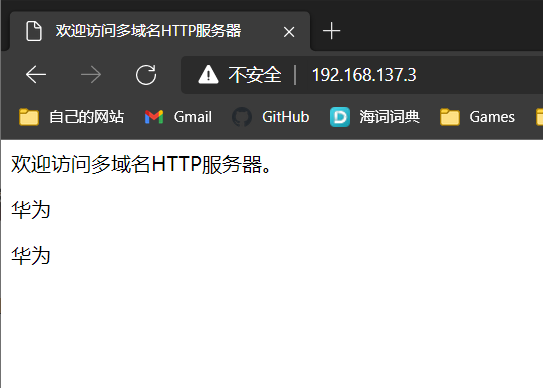 欢迎访问多域名HTTP服务器
不安全 192.168.137.3
自己的网站 Gmail GitHub 海词词典 Games
欢迎访问多域名HTTP服务器。
华为
华为